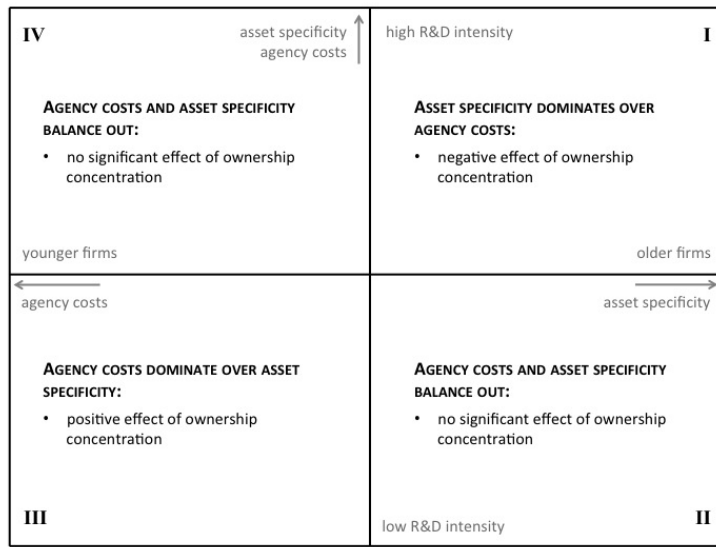 IV
asset specificity
agency costs
AGENCY COSTS AND ASSET SPECIFICITY
BALANCE OUT:
• no significant effect of ownership
concentration
younger firms
high R&D intensity
I
ASSET SPECIFICITY DOMINATES OVER
AGENCY COSTS:
• negative effect of ownership
concentration
older firms
agency costs
AGENCY COSTS DOMINATE OVER ASSET
SPECIFICITY:
• positive effect of ownership
concentration
III
asset specificity
AGENCY COSTS AND ASSET SPECIFICITY
BALANCE OUT:
• no significant effect of ownership
concentration
low R&D intensity
II